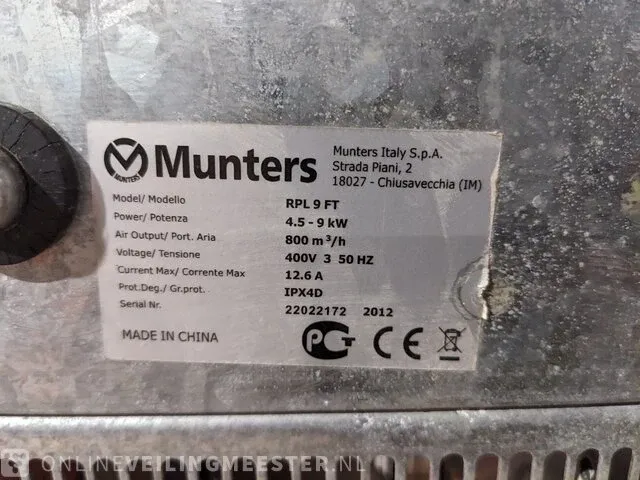 MUNTERS
Munters
Munters Italy S.p.A.
Strada Piani, 2
18027 - Chiusavecchia (IM)
Model/ Modello RPL 9 FT
Power/ Potenza 4.5 - 9 kW
Air Output/ Port. Aria 800 m³/h
Voltage/ Tensione 400V 3 50 HZ
Current Max/ Corrente Max 12.6 A
Prot.Deg./ Gr.prot. IPX4D
Serial Nr. 22022172 2012
MADE IN CHINA
CE
ONLINEVEILINGMEESTER.NL